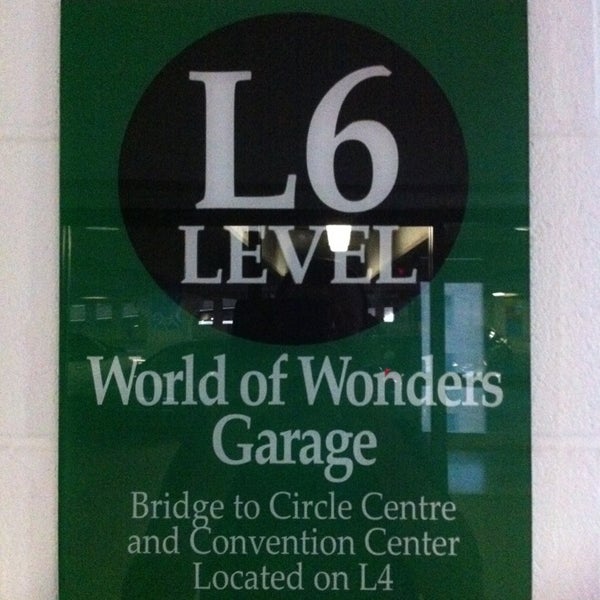 L6
LEVEL
World of Wonders
Garage
Bridge to Circle Centre
and Convention Center
Located on L4